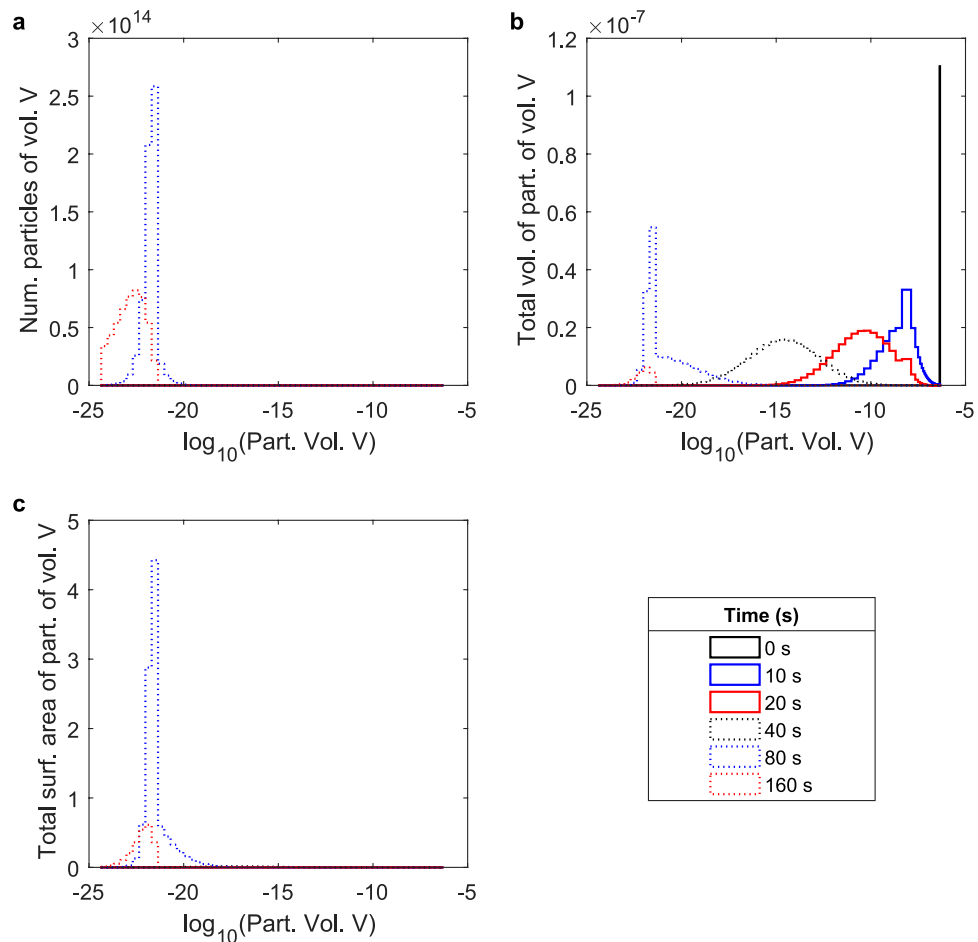 a
×10^14
3
2.5
2
1.5
1
0.5
0
-25 -20 -15 -10 -5
Num. particles of vol. V
log_10(Part. Vol. V)
b
×10^-7
1.2
1
0.8
0.6
0.4
0.2
0
-25 -20 -15 -10 -5
Total vol. of part. of vol. V
log_10(Part. Vol. V)
c
5
4
3
2
1
0
-25 -20 -15 -10 -5
Total surf. area of part. of vol. V
log_10(Part. Vol. V)
Time (s)
0 s
10 s
20 s
40 s
80 s
160 s